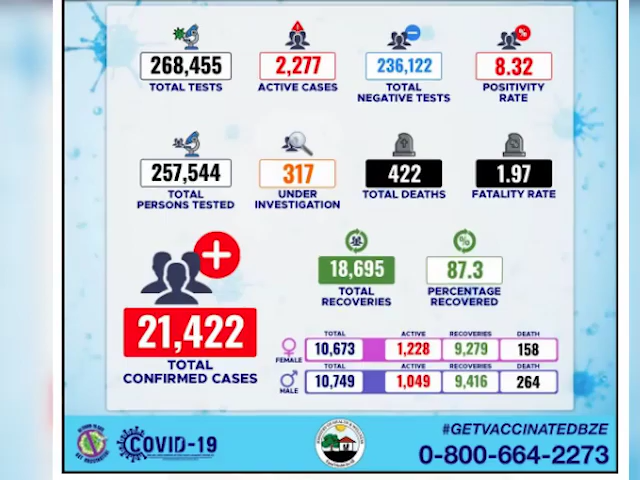 268,455
TOTAL TESTS
2,277
ACTIVE CASES
236,122
TOTAL
NEGATIVE TESTS
%
8.32
POSITIVITY
RATE
257,544
TOTAL
PERSONS TESTED
317
UNDER
INVESTIGATION
422
TOTAL DEATHS
1.97
FATALITY RATE
21,422
TOTAL
CONFIRMED CASES
18,695
TOTAL
RECOVERIES
%
87.3
PERCENTAGE
RECOVERED
TOTAL ACTIVE RECOVERIES DEATH
FEMALE 10,673 1,228 9,279 158
TOTAL ACTIVE RECOVERIES DEATH
MALE 10,749 1,049 9,416 264
COVID-19
#GETVACCINATEDBZE
0-800-664-2273